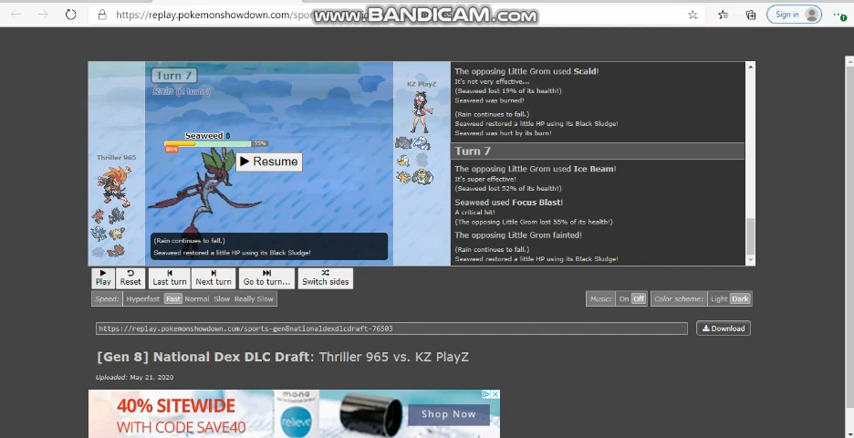 https://replay.pokemonshowdown.com/spo
www.BANDICAM.com
Sign in
Turn 7
Seaweed
55%
BRN
Resume
Thriller 965
KZ PlayZ
(Rain continues to fall.)
Seaweed restored a little HP using its Black Sludge!
The opposing Little Grom used Scald!
It's not very effective...
(Seaweed lost 19% of its health!)
Seaweed was burned!
(Rain continues to fall.)
Seaweed restored a little HP using its Black Sludge!
Seaweed was hurt by its burn!
Turn 7
The opposing Little Grom used Ice Beam!
It's super effective!
(Seaweed lost 52% of its health!)
Seaweed used Focus Blast!
A critical hit!
(The opposing Little Grom lost 55% of its health!)
The opposing Little Grom fainted!
(Rain continues to fall.)
Seaweed restored a little HP using its Black Sludge!
Play Reset Last turn Next turn Go to turn... Switch sides
Speed: Hyperfast Fast Normal Slow Really Slow Music: On Off Color scheme: Light Dark
https://replay.pokemonshowdown.com/sports-gen8nationaldexdlcdraft-76503 Download
[Gen 8] National Dex DLC Draft: Thriller 965 vs. KZ PlayZ
Uploaded: May 21, 2020
40% SITEWIDE
WITH CODE SAVE40
mono
relieve
Shop Now